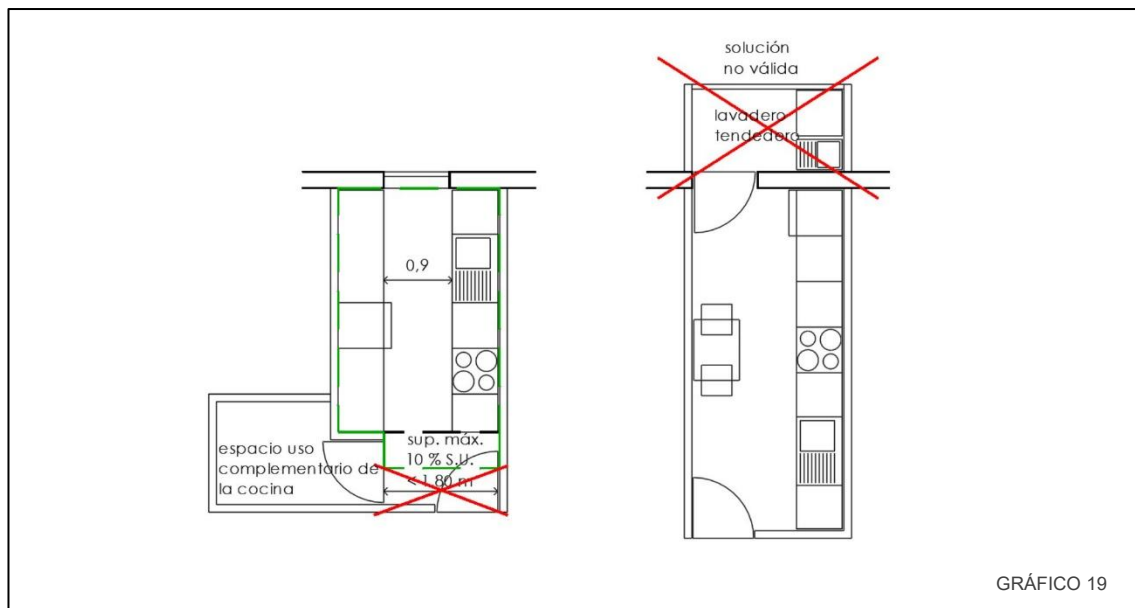 solución
no válida
lavadero
tendedero
0,9
sup. máx.
10 % S.U.
< 1,80 m
espacio uso
complementario de
la cocina
GRÁFICO 19